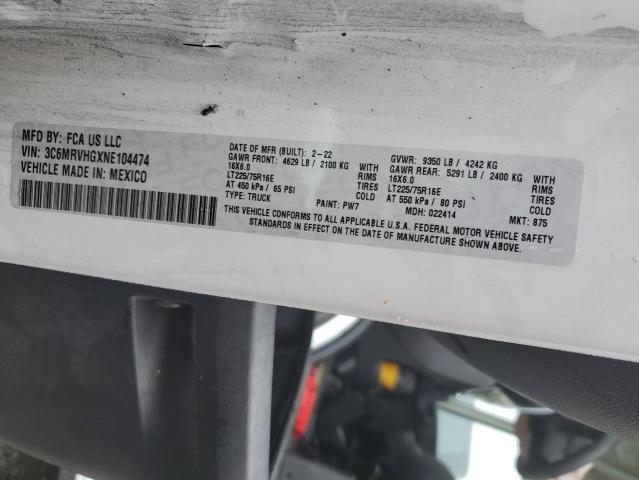 MFD BY: FCA US LLC
VIN: 3C6MRVHGXNE104474
VEHICLE MADE IN: MEXICO
DATE OF MFR (BUILT): 2-22
GAWR FRONT: 4629 LB / 2100 KG
16X6.0 RIMS
LT225/75R16E TIRES
AT 450 kPa / 65 PSI COLD
TYPE: TRUCK PAINT: PW7
GVWR: 9350 LB / 4242 KG
GAWR REAR: 5291 LB / 2400 KG
16X6.0 RIMS
LT225/75R16E TIRES
AT 550 kPa / 80 PSI COLD
MDH: 022414 MKT: 875
THIS VEHICLE CONFORMS TO ALL APPLICABLE U.S.A. FEDERAL MOTOR VEHICLE SAFETY
STANDARDS IN EFFECT ON THE DATE OF MANUFACTURE SHOWN ABOVE.